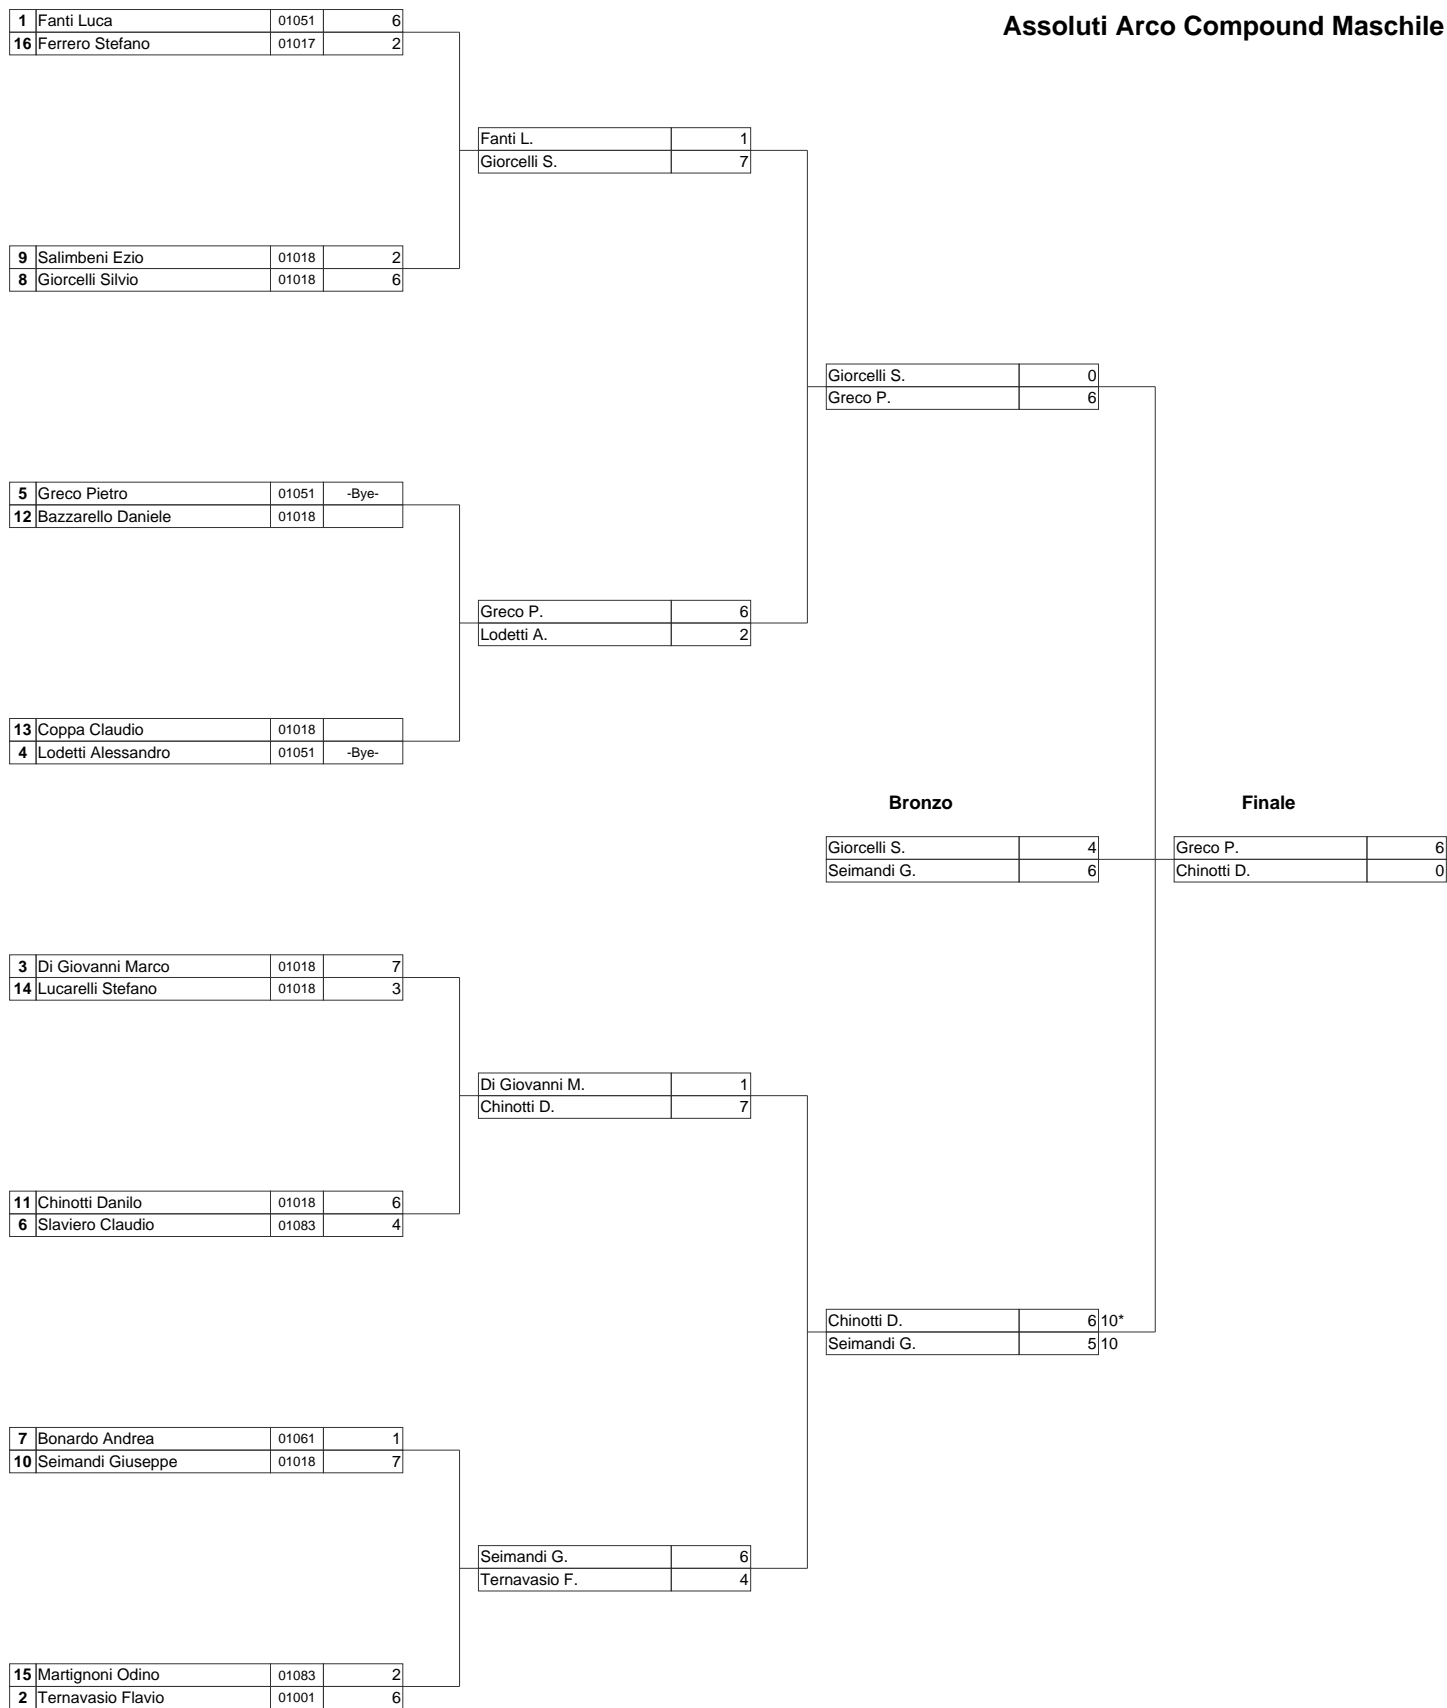 Assoluti Arco Compound Maschile
1 Fanti Luca 01051 6
16 Ferrero Stefano 01017 2
Fanti L. 1
Giorcelli S. 7
9 Salimbeni Ezio 01018 2
8 Giorcelli Silvio 01018 6
Giorcelli S. 0
Greco P. 6
5 Greco Pietro 01051 -Bye-
12 Bazzarello Daniele 01018
Greco P. 6
Lodetti A. 2
13 Coppa Claudio 01018
4 Lodetti Alessandro 01051 -Bye-
Bronzo Finale
Giorcelli S. 4 Greco P. 6
Seimandi G. 6 Chinotti D. 0
3 Di Giovanni Marco 01018 7
14 Lucarelli Stefano 01018 3
Di Giovanni M. 1
Chinotti D. 7
11 Chinotti Danilo 01018 6
6 Slaviero Claudio 01083 4
Chinotti D. 6 10*
Seimandi G. 5 10
7 Bonardo Andrea 01061 1
10 Seimandi Giuseppe 01018 7
Seimandi G. 6
Ternavasio F. 4
15 Martignoni Odino 01083 2
2 Ternavasio Flavio 01001 6